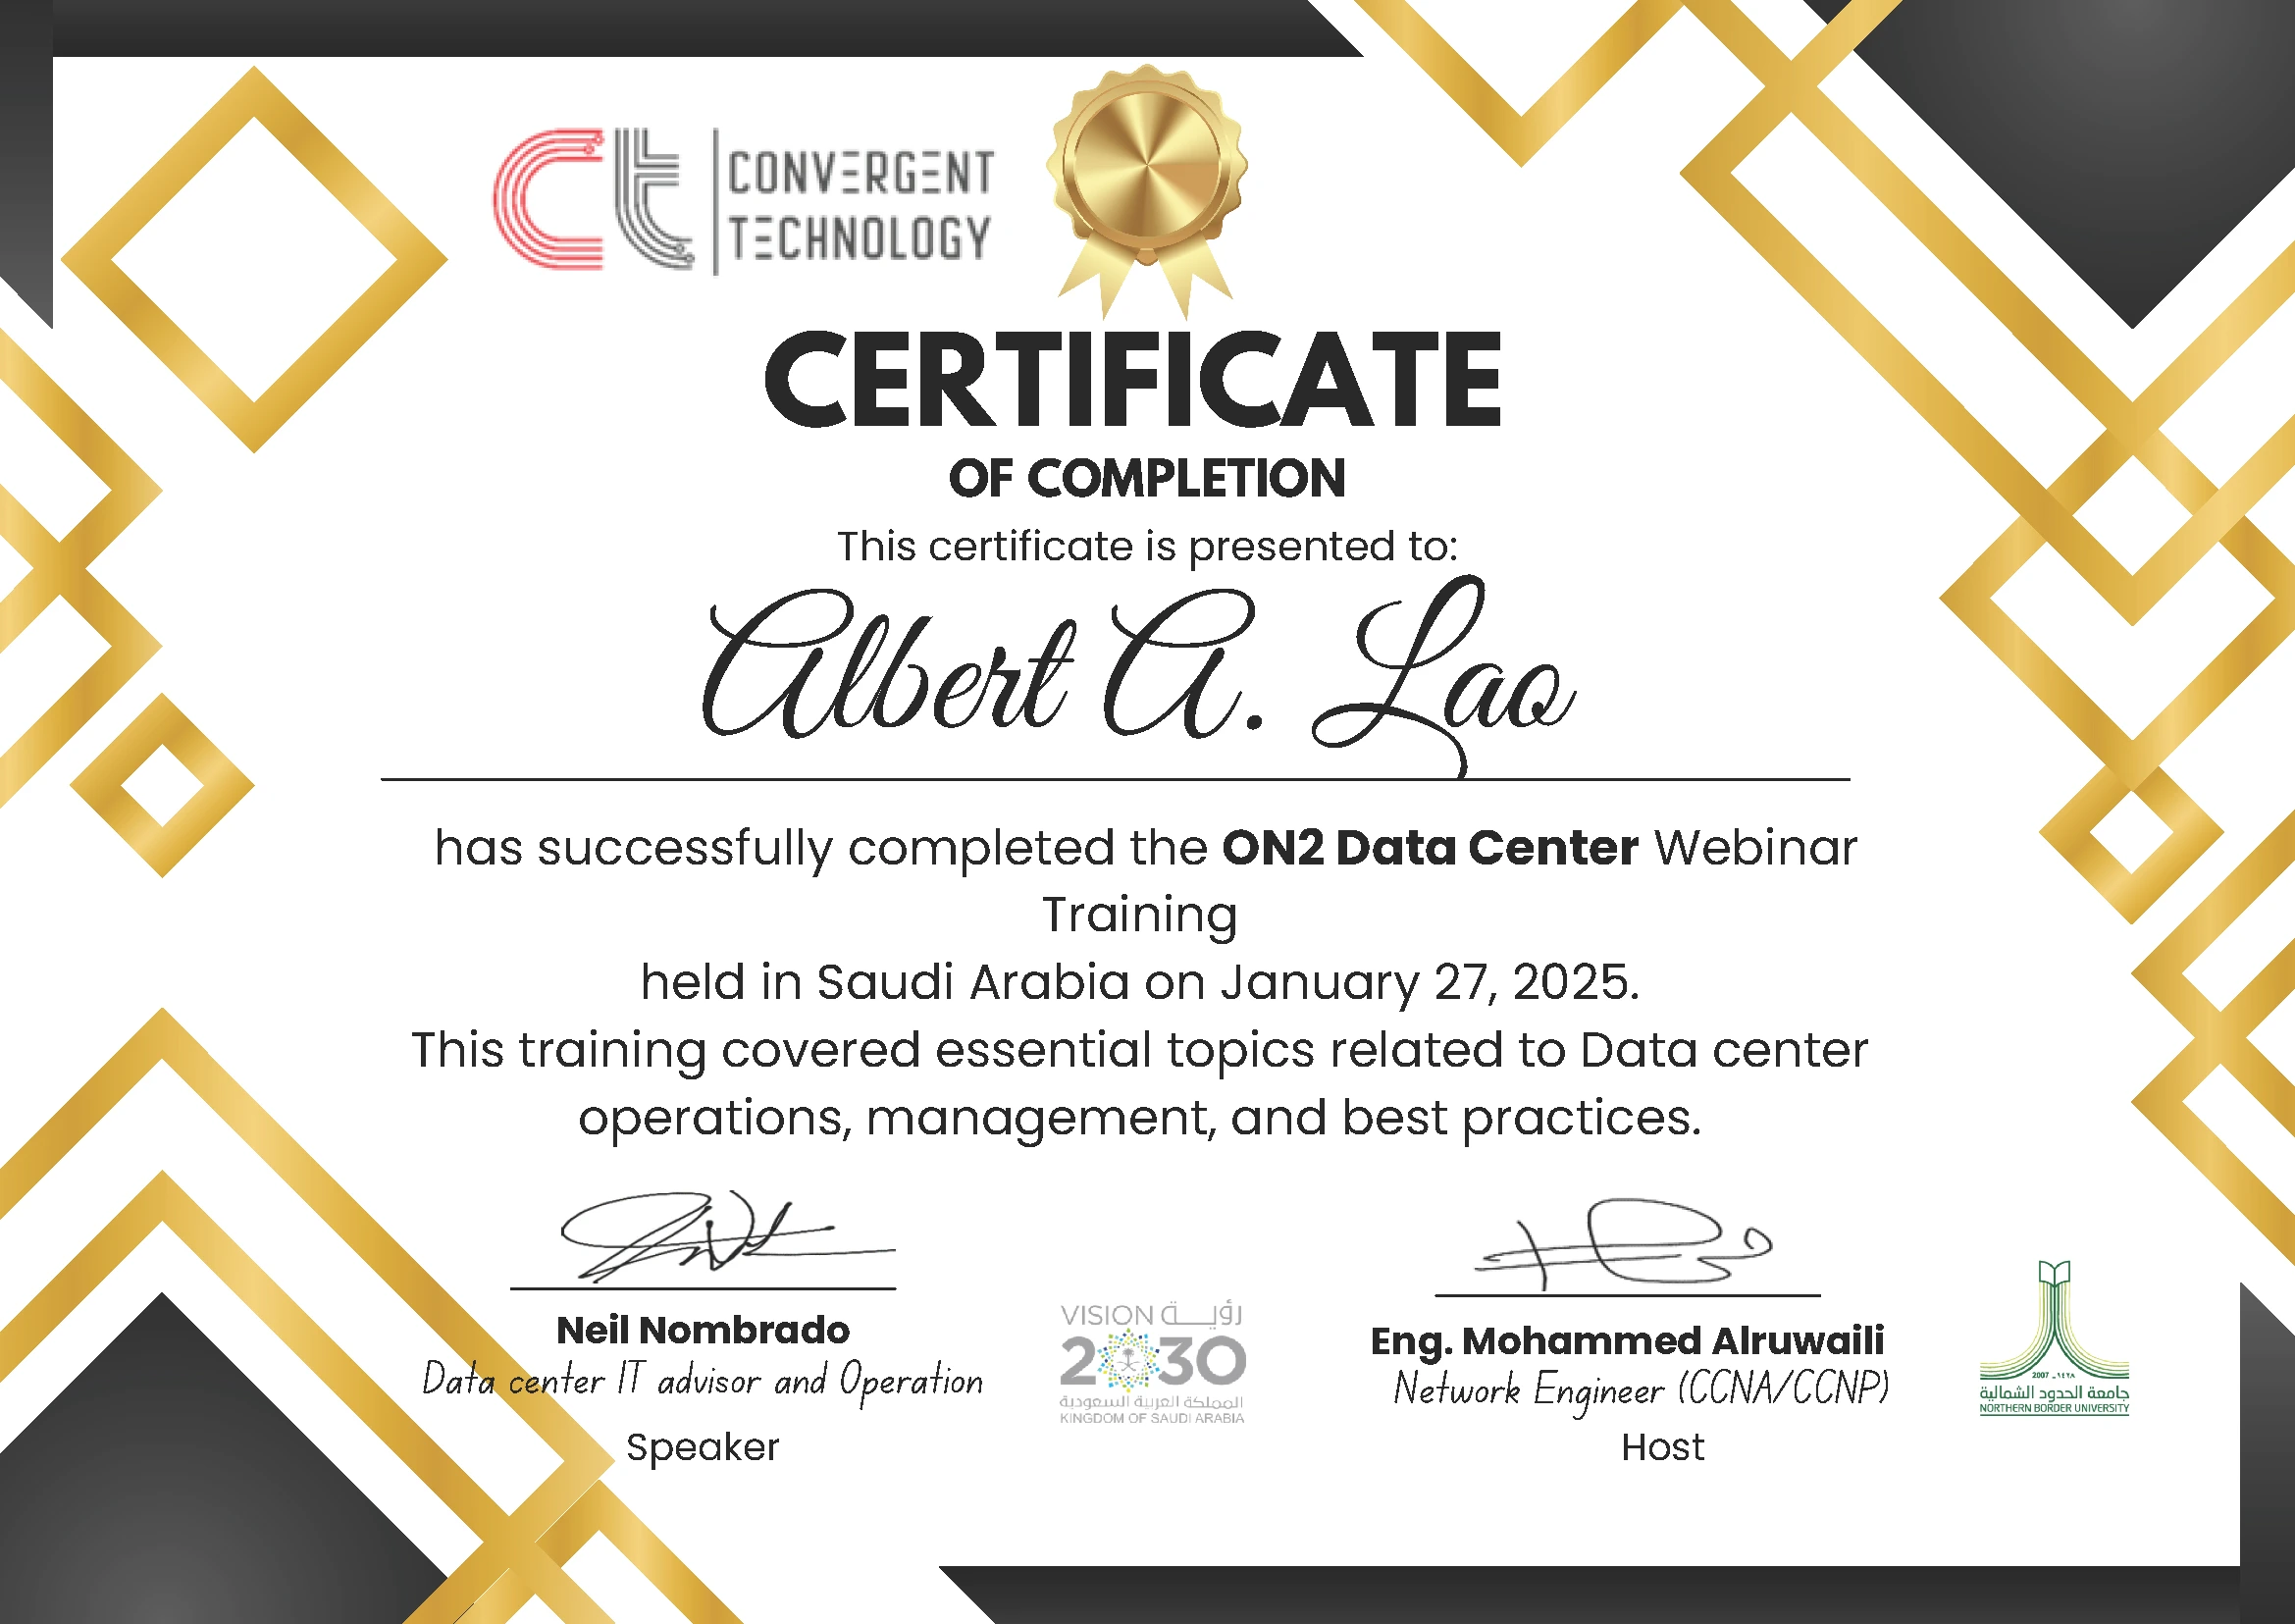 CONVERGENT
TECHNOLOGY
CERTIFICATE
OF COMPLETION
This certificate is presented to:
Albert A. Lao
has successfully completed the ON2 Data Center Webinar
Training
held in Saudi Arabia on January 27, 2025.
This training covered essential topics related to Data center
operations, management, and best practices.
Neil Nombrado
Data center IT advisor and Operation
Speaker
VISION رؤيـــة
2030
المملكة العربية السعودية
KINGDOM OF SAUDI ARABIA
Eng. Mohammed Alruwaili
Network Engineer (CCNA/CCNP)
Host
2007 - ١٤٢٨
جامعة الحدود الشمالية
NORTHERN BORDER UNIVERSITY